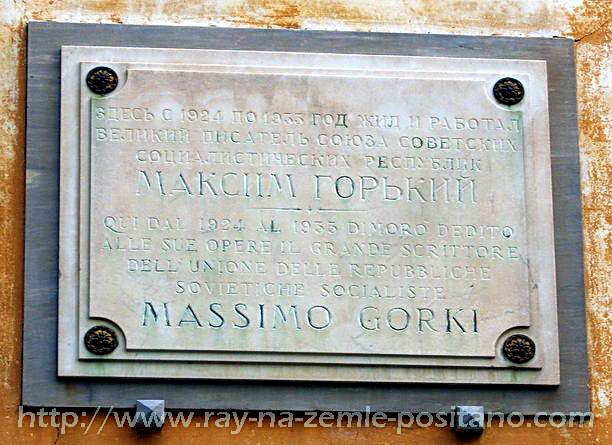 ЗДЕСЬ С 1924 ПО 1933 ГОД ЖИЛ И РАБОТАЛ
ВЕЛИКИЙ ПИСАТЕЛЬ СОЮЗА СОВЕТСКИХ
СОЦИАЛИСТИЧЕСКИХ РЕСПУБЛИК
МАКСИМ ГОРЬКИЙ
QUI DAL 1924 AL 1933 DIMORÒ DEDITO
ALLE SUE OPERE IL GRANDE SCRITTORE
DELL'UNIONE DELLE REPUBBLICHE
SOVIETICHE SOCIALISTE
MASSIMO GORKI
http://www.ray-na-zemle-positano.com